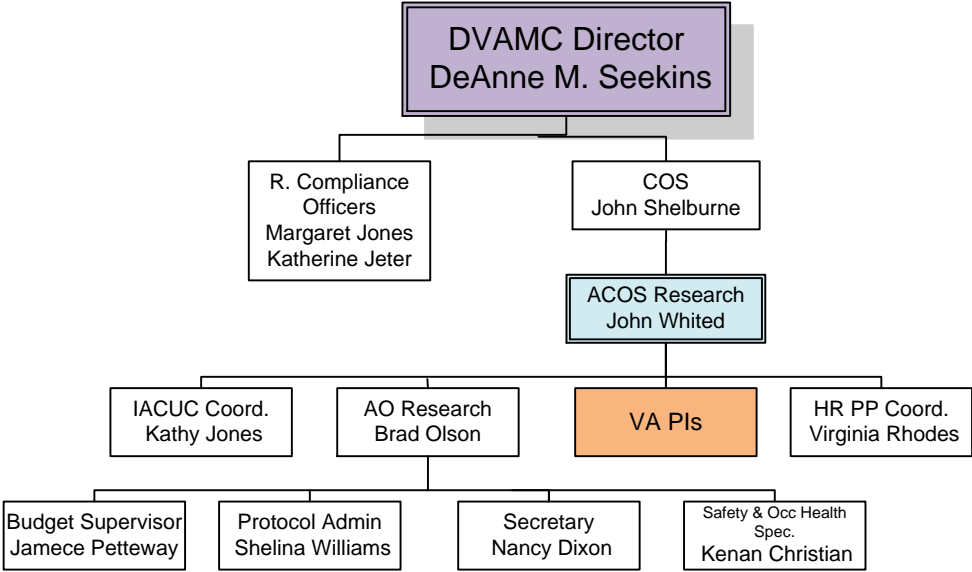 DVAMC Director
DeAnne M. Seekins
R. Compliance
Officers
Margaret Jones
Katherine Jeter
COS
John Shelburne
ACOS Research
John Whited
IACUC Coord.
Kathy Jones
AO Research
Brad Olson
VA PIs
HR PP Coord.
Virginia Rhodes
Budget Supervisor
Jamece Petteway
Protocol Admin
Shelina Williams
Secretary
Nancy Dixon
Safety & Occ Health
Spec.
Kenan Christian